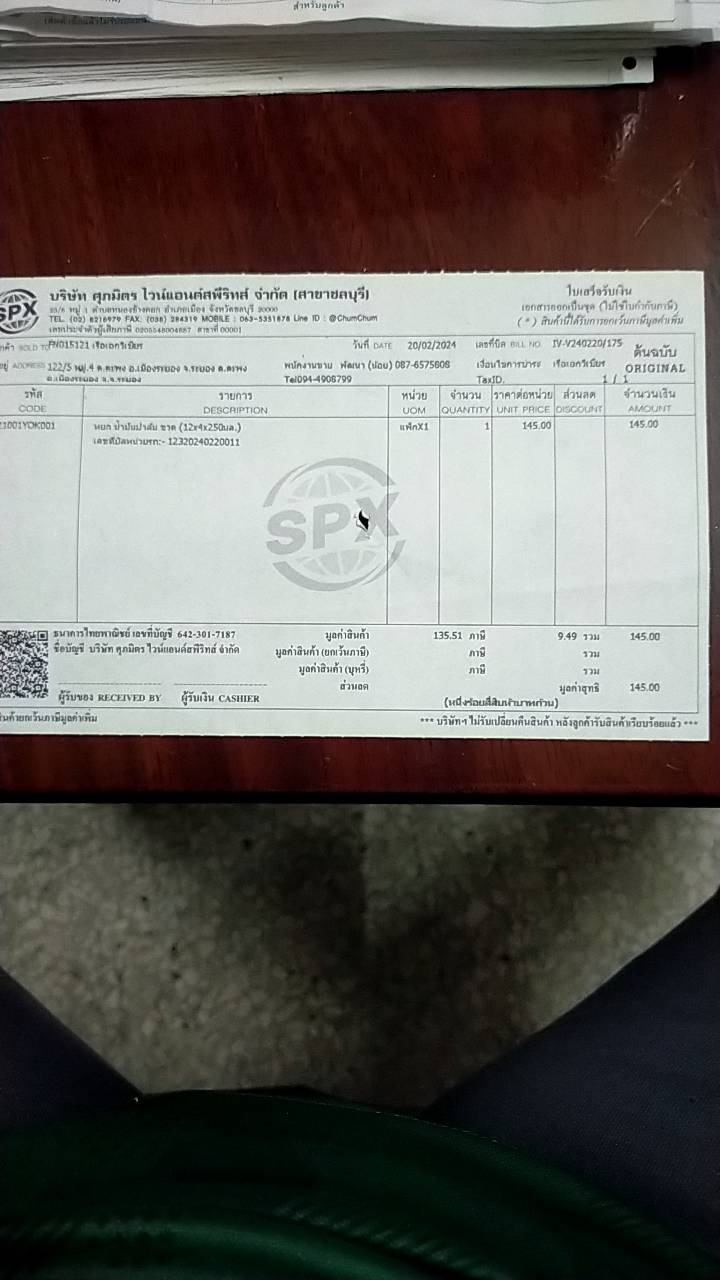 สำหรับลูกค้า
SPX
บริษัท ศุภมิตร ไวน์แอนด์สพีริทส์ จำกัด (สาขาชลบุรี)
ใบเสร็จรับเงิน
เอกสารออกเป็นชุด (ไม่ใช่ใบกำกับภาษี)
(*) สินค้านี้ได้รับการยกเว้นภาษีมูลค่าเพิ่ม
หมู่ 1 ตำบลหนองข้างคอก อำเภอเมือง จังหวัดชลบุรี 20000
MOBILE : 063-5351878 Line ID : @ChumChum
เลขประจำตัวผู้เสียภาษี สาขาที่ 00001
SOLD TO PN015121 วันที่ DATE 20/02/2024 เลขที่บิล BILL NO. IV-V240220/175 ต้นฉบับ
ADDRESS 122/5 หมู่.4 ต.ตะพง อ.เมืองระยอง จ.ระยอง ต.ตะพง พนักงานขาย พัฒนา (ปอน) 087-6575808 เงื่อนไขการชำระ ORIGINAL
อ.เมืองระยอง จ.จ.ระยอง Tel094-4908799 TaxID. 1 / 1
รหัส รายการ หน่วย จำนวน ราคาต่อหน่วย ส่วนลด จำนวนเงิน
CODE DESCRIPTION UOM QUANTITY UNIT PRICE DISCOUNT AMOUNT
1001YOK001 หยก น้ำมันปาล์ม ขวด (12x4x250มล.) แพ็กX1 1 145.00 145.00
12320240220011
SPX
ธนาคารไทยพาณิชย์ เลขที่บัญชี 642-301-7187 มูลค่าสินค้า 135.51 ภาษี 9.49 รวม 145.00
ชื่อบัญชี บริษัท ศุภมิตร ไวน์แอนด์สพีริทส์ จำกัด มูลค่าสินค้า (ยกเว้นภาษี) ภาษี รวม
มูลค่าสินค้า (บุหรี่) ภาษี รวม
ส่วนลด มูลค่าสุทธิ 145.00
ผู้รับของ RECEIVED BY ผู้รับเงิน CASHIER (หนึ่งร้อยสี่สิบห้าบาทถ้วน)
สินค้ายกเว้นภาษีมูลค่าเพิ่ม *** บริษัทฯ ไม่รับเปลี่ยนคืนสินค้า หลังลูกค้ารับสินค้าเรียบร้อยแล้ว ***